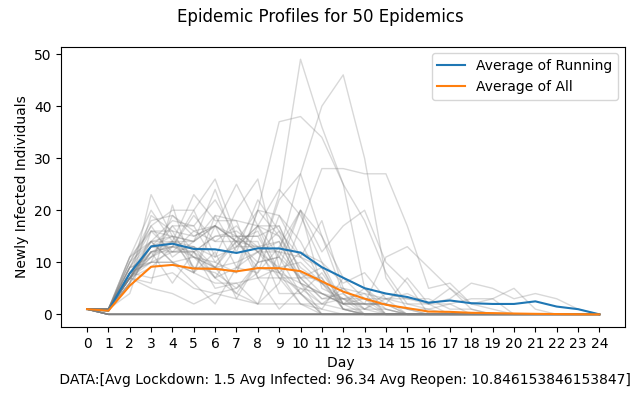 Epidemic Profiles for 50 Epidemics
50
40
30
20
10
0
Newly Infected Individuals
Average of Running
Average of All
0 1 2 3 4 5 6 7 8 9 10 11 12 13 14 15 16 17 18 19 20 21 22 23 24
Day
DATA:[Avg Lockdown: 1.5 Avg Infected: 96.34 Avg Reopen: 10.846153846153847]